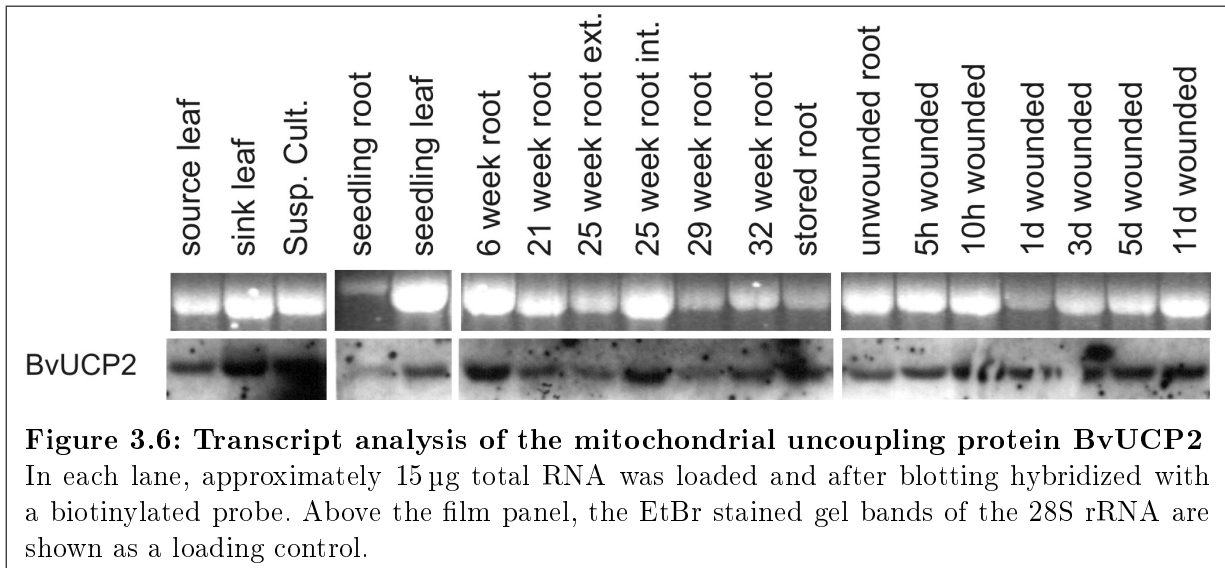 source leaf
sink leaf
Susp. Cult.
seedling root
seedling leaf
6 week root
21 week root
25 week root ext.
25 week root int.
29 week root
32 week root
stored root
unwounded root
5h wounded
10h wounded
1d wounded
3d wounded
5d wounded
11d wounded
BvUCP2
Figure 3.6: Transcript analysis of the mitochondrial uncoupling protein BvUCP2
In each lane, approximately 15 µg total RNA was loaded and after blotting hybridized with
a biotinylated probe. Above the film panel, the EtBr stained gel bands of the 28S rRNA are
shown as a loading control.